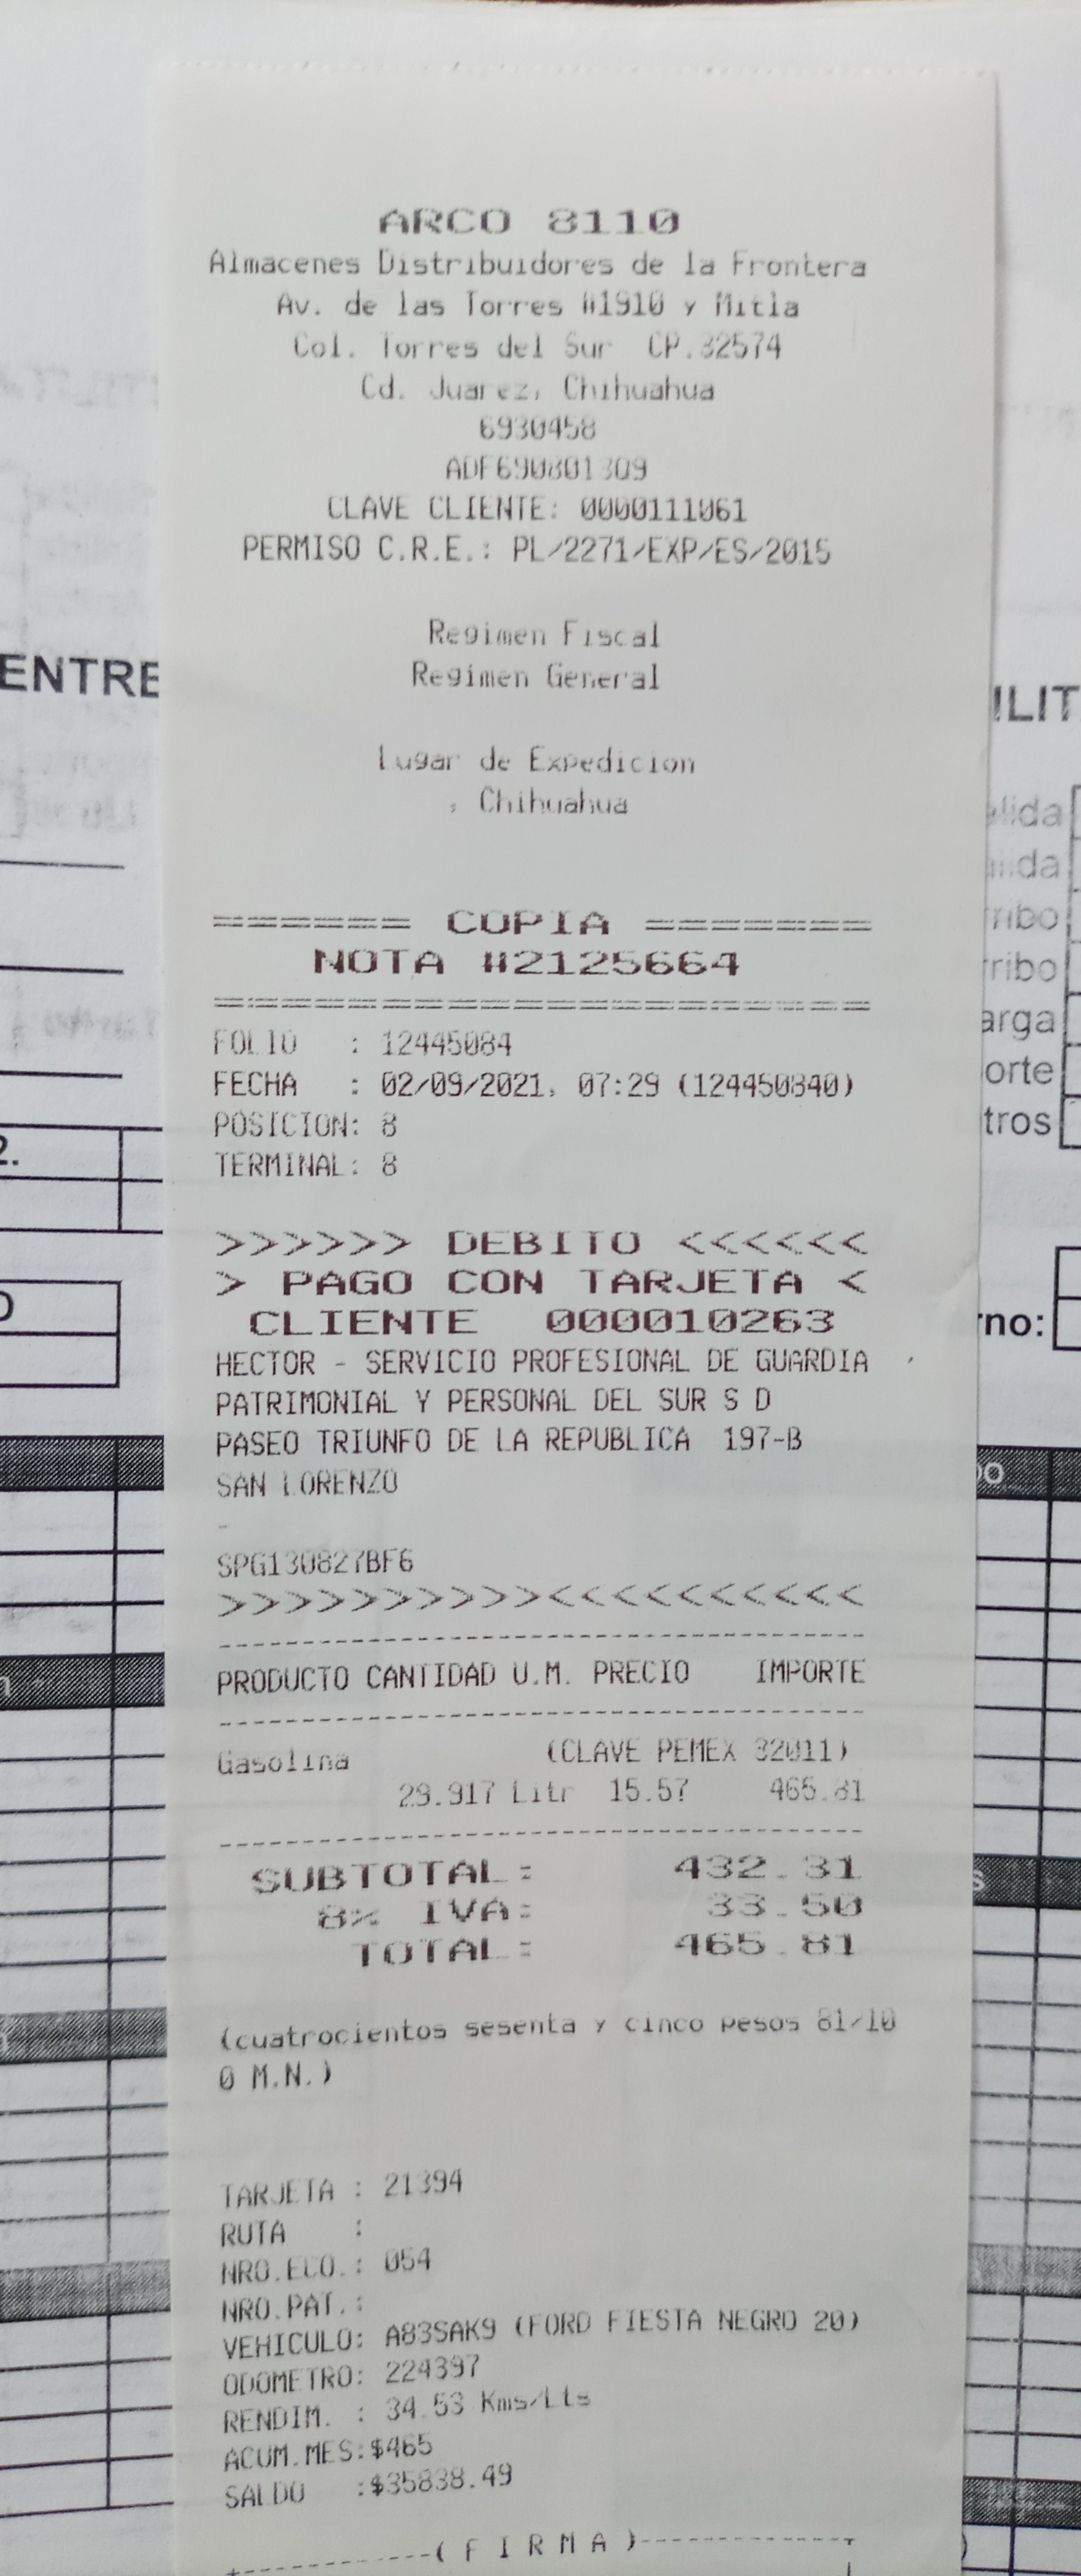 ARCO 8110
Almacenes Distribuidores de la Frontera
Av. de las Torres #1910 y Mitla
Col. Torres del Sur CP.32574
Cd. Juarez, Chihuahua
6930458
ADF690801309
CLAVE CLIENTE: 0000111061
PERMISO C.R.E.: PL/2271/EXP/ES/2015
Regimen Fiscal
Regimen General
Lugar de Expedicion
, Chihuahua
====== COPIA =======
NOTA #2125664
====================
FOLIO : 12445084
FECHA : 02/09/2021, 07:29 (124450840)
POSICION: 8
TERMINAL: 8
>>>>>> DEBITO <<<<<<
> PAGO CON TARJETA <
CLIENTE 0000010263
HECTOR - SERVICIO PROFESIONAL DE GUARDIA
PATRIMONIAL Y PERSONAL DEL SUR S D
PASEO TRIUNFO DE LA REPUBLICA 197-B
SAN LORENZO
-
SPG130827BF6
>>>>>>>>>><<<<<<<<<<
----------------------------------------
PRODUCTO CANTIDAD U.M. PRECIO IMPORTE
----------------------------------------
Gasolina (CLAVE PEMEX 32011)
29.917 Litr 15.57 465.81
----------------------------------------
SUBTOTAL: 432.31
8% IVA: 33.50
TOTAL: 465.81
(cuatrocientos sesenta y cinco pesos 81/10
0 M.N.)
TARJETA : 21394
RUTA :
NRO.ECO.: 054
NRO.PAT.:
VEHICULO: A83SAK9 (FORD FIESTA NEGRO 20)
ODOMETRO: 224397
RENDIM. : 34.53 Kms/Lts
ACUM.MES:$465
SALDO :$35838.49
+------------( F I R M A )-------------+
ENTRE
2.
ILIT
lida
ribo
rribo
arga
orte
tros
rno: